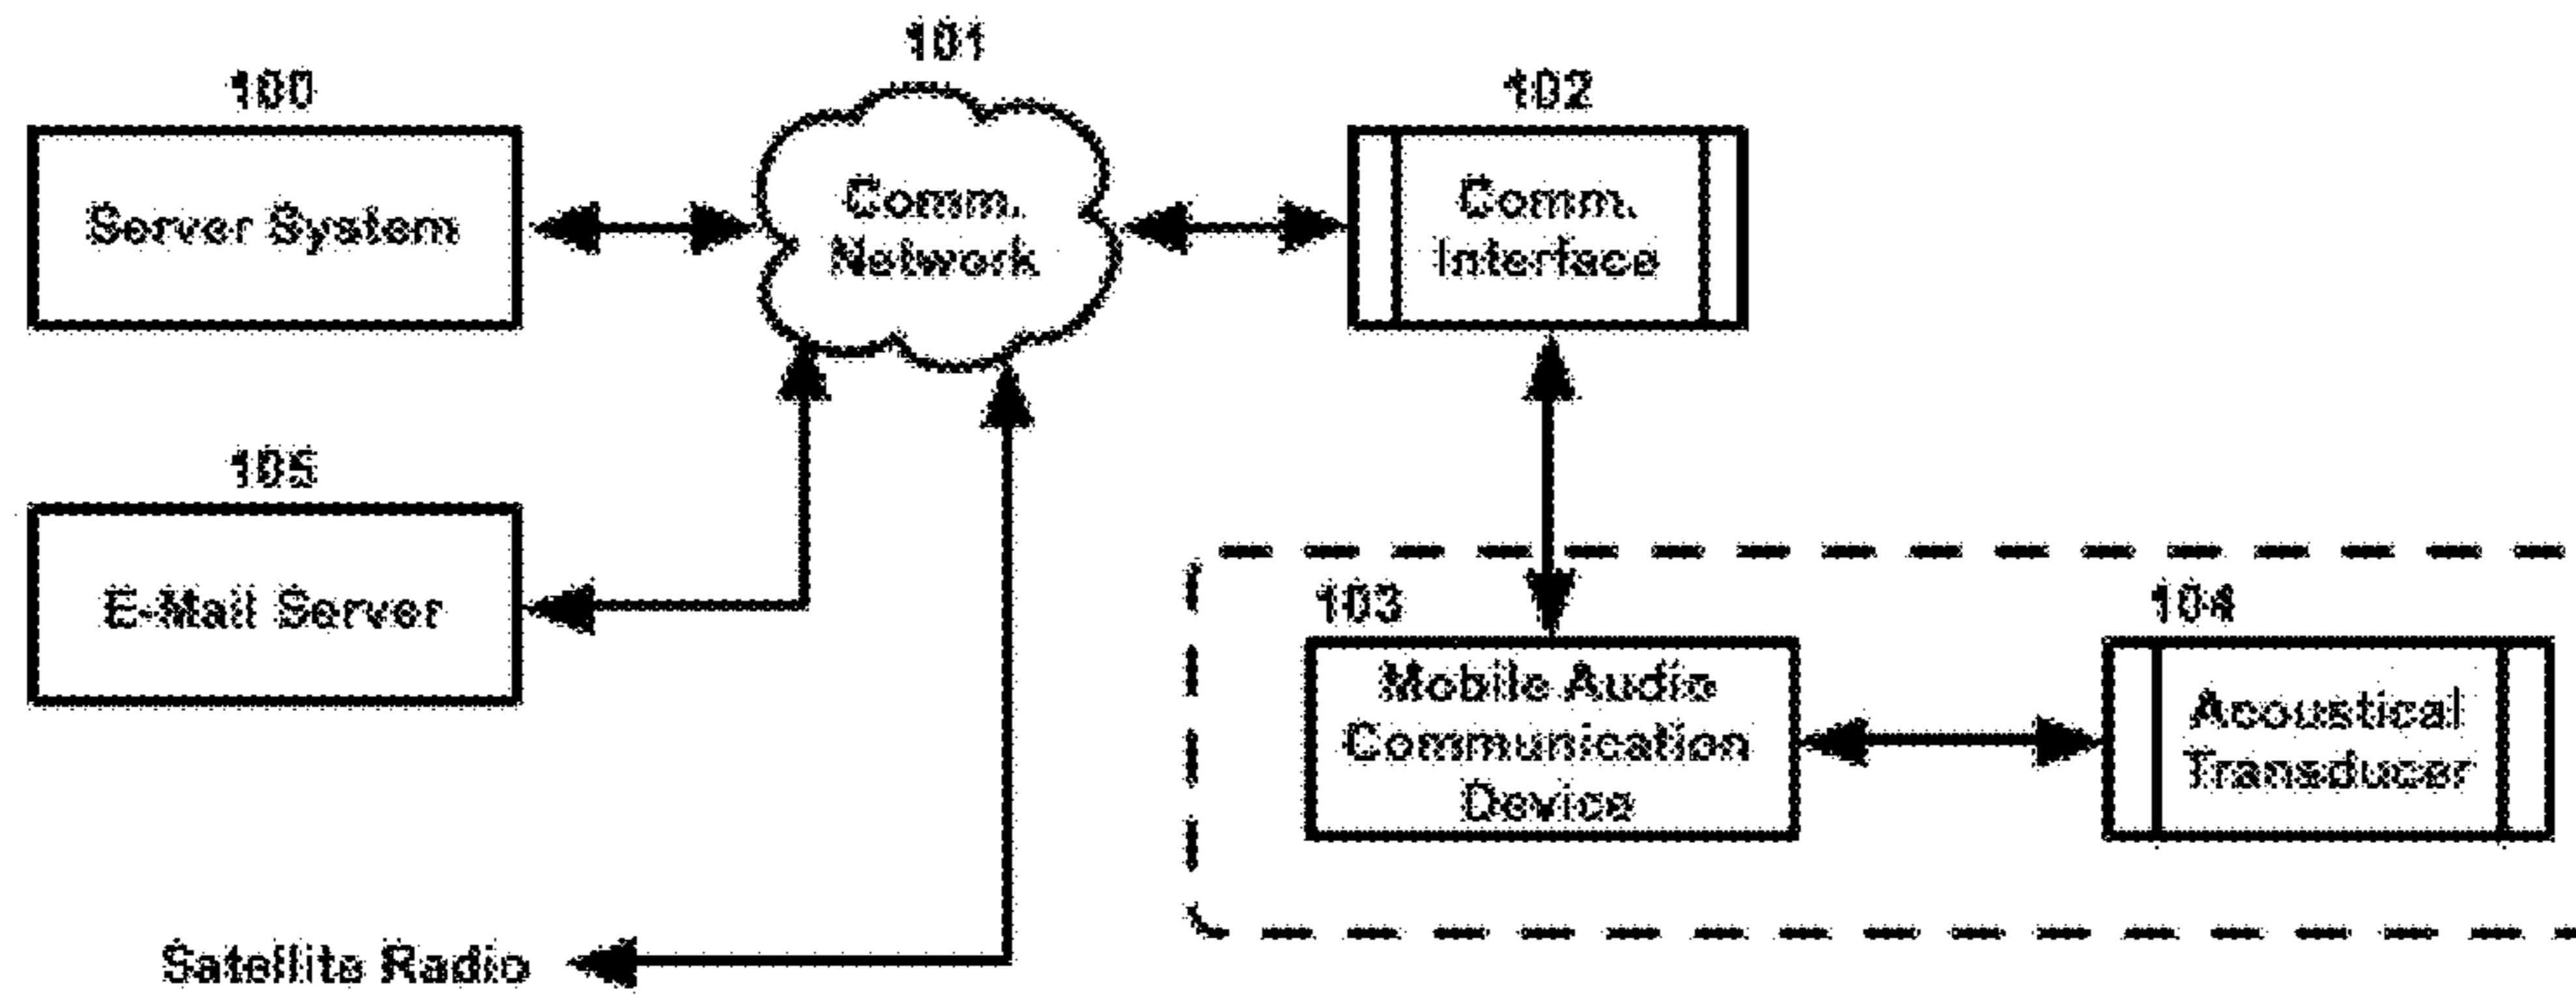 101
100
102
Server System
Comm.
Network
Comm.
Interface
105
E-Mail Server
103
104
Mobile Audio
Communication
Device
Acoustical
Transducer
Satellite Radio